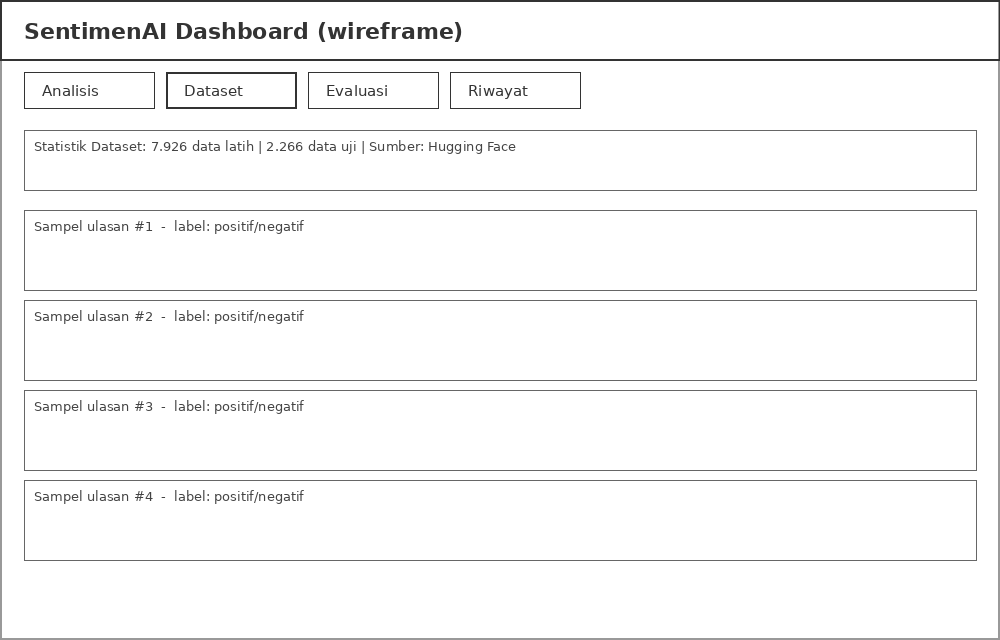 SentimenAI Dashboard (wireframe)
Analisis
Dataset
Evaluasi
Riwayat
Statistik Dataset: 7.926 data latih | 2.266 data uji | Sumber: Hugging Face
Sampel ulasan #1  -  label: positif/negatif
Sampel ulasan #2  -  label: positif/negatif
Sampel ulasan #3  -  label: positif/negatif
Sampel ulasan #4  -  label: positif/negatif